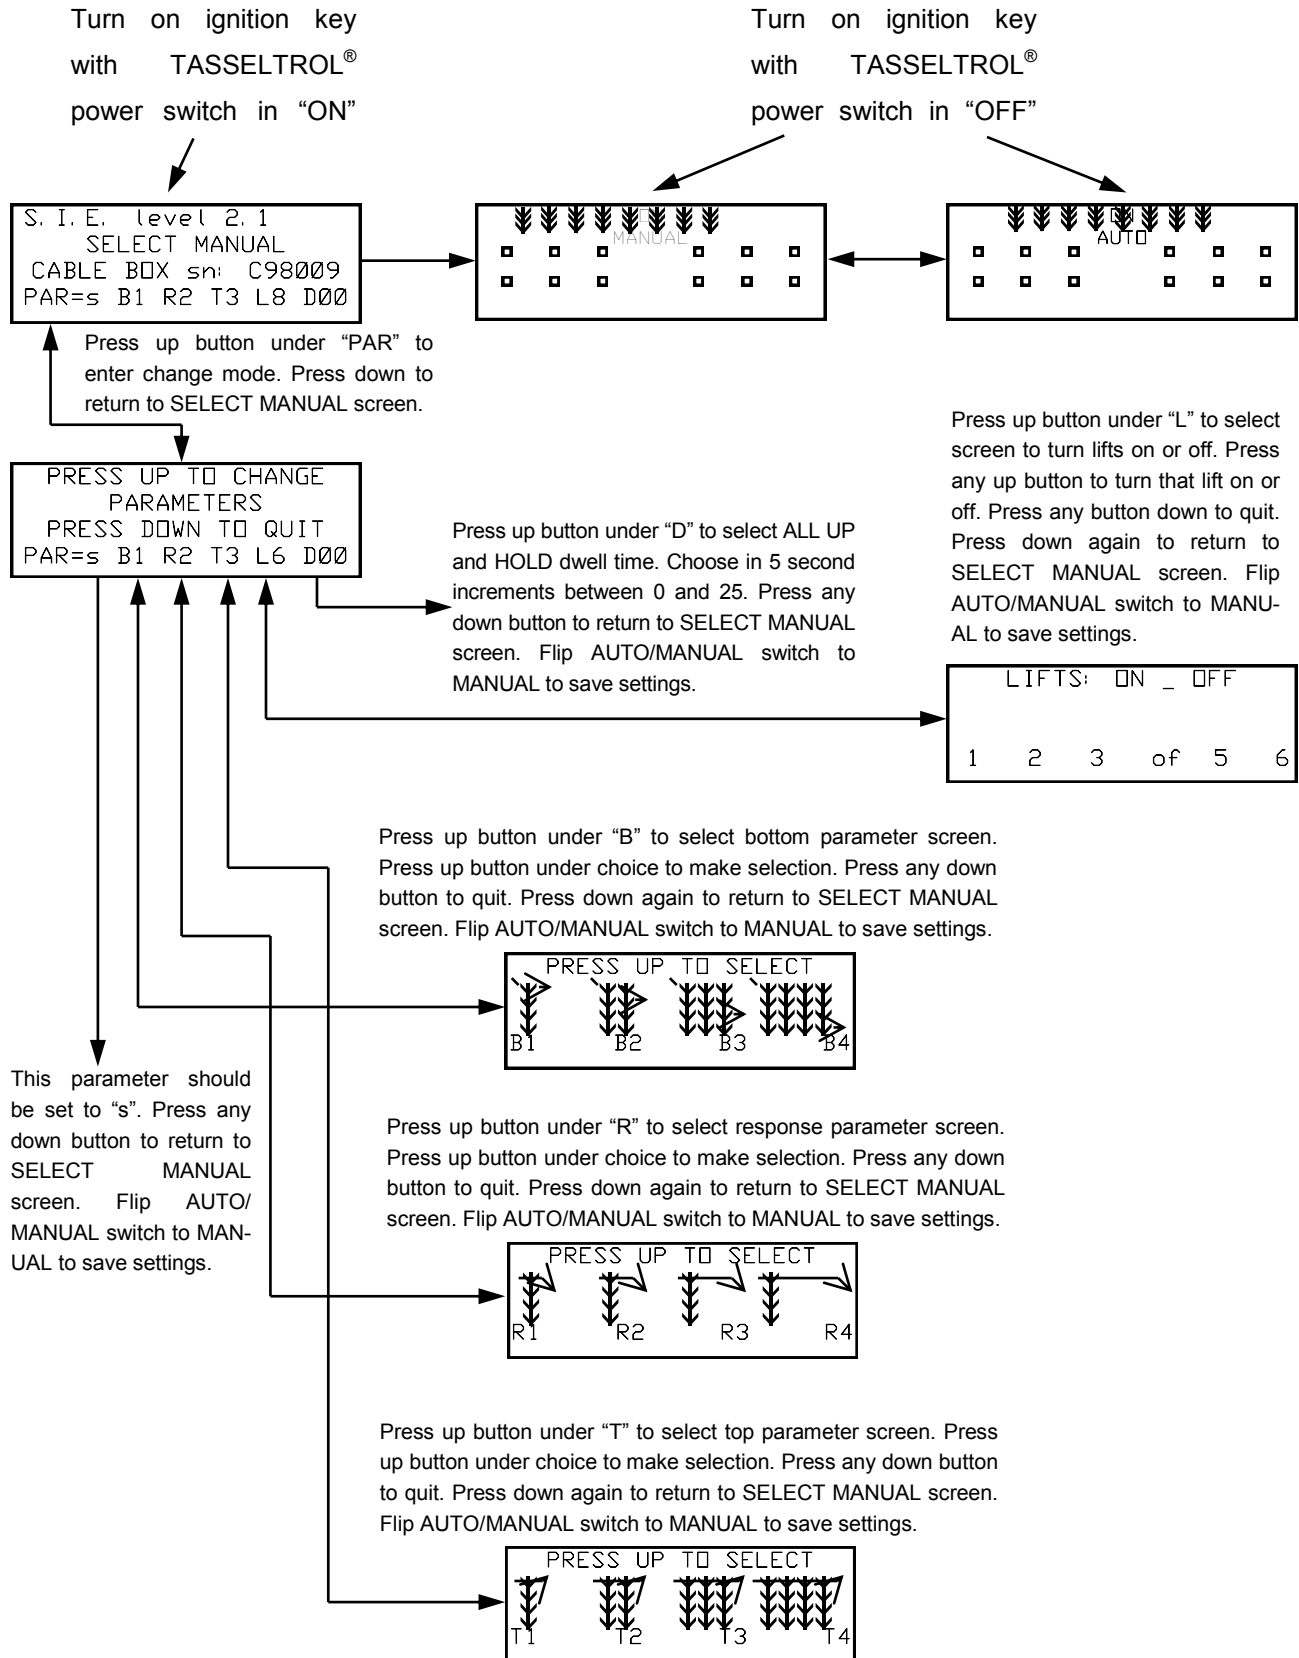 Turn on ignition key
with TASSELTROL®
power switch in “ON”
Turn on ignition key
with TASSELTROL®
power switch in “OFF”
S.I.E. level 2.1
SELECT MANUAL
CABLE BOX sn: C98009
PAR=s B1 R2 T3 L8 D00
MANUAL
ON
AUTO
Press up button under “PAR” to
enter change mode. Press down to
return to SELECT MANUAL screen.
PRESS UP TO CHANGE
PARAMETERS
PRESS DOWN TO QUIT
PAR=s B1 R2 T3 L6 D00
Press up button under “D” to select ALL UP
and HOLD dwell time. Choose in 5 second
increments between 0 and 25. Press any
down button to return to SELECT MANUAL
screen. Flip AUTO/MANUAL switch to
MANUAL to save settings.
Press up button under “L” to select
screen to turn lifts on or off. Press
any up button to turn that lift on or
off. Press any button down to quit.
Press down again to return to
SELECT MANUAL screen. Flip
AUTO/MANUAL switch to MANU-
AL to save settings.
LIFTS: ON _ OFF
1 2 3 of 5 6
Press up button under “B” to select bottom parameter screen.
Press up button under choice to make selection. Press any down
button to quit. Press down again to return to SELECT MANUAL
screen. Flip AUTO/MANUAL switch to MANUAL to save settings.
PRESS UP TO SELECT
B1 B2 B3 B4
This parameter should
be set to “s”. Press any
down button to return to
SELECT MANUAL
screen. Flip AUTO/
MANUAL switch to MAN-
UAL to save settings.
Press up button under “R” to select response parameter screen.
Press up button under choice to make selection. Press any down
button to quit. Press down again to return to SELECT MANUAL
screen. Flip AUTO/MANUAL switch to MANUAL to save settings.
PRESS UP TO SELECT
R1 R2 R3 R4
Press up button under “T” to select top parameter screen. Press
up button under choice to make selection. Press any down button
to quit. Press down again to return to SELECT MANUAL screen.
Flip AUTO/MANUAL switch to MANUAL to save settings.
PRESS UP TO SELECT
T1 T2 T3 T4